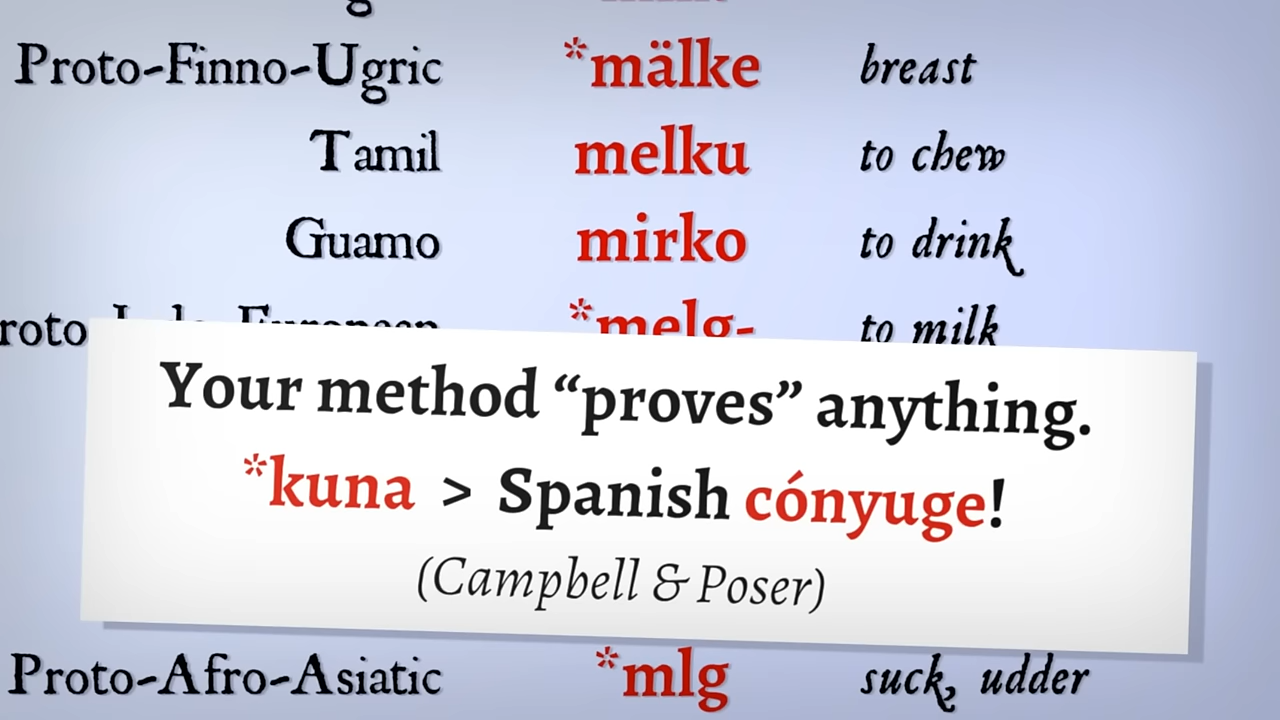 Proto-Finno-Ugric *mälke breast
Tamil melku to chew
Guamo mirko to drink
*melg- to milk
Your method “proves” anything.
*kuna > Spanish cónyuge!
(Campbell & Poser)
Proto-Afro-Asiatic *mlg suck, udder